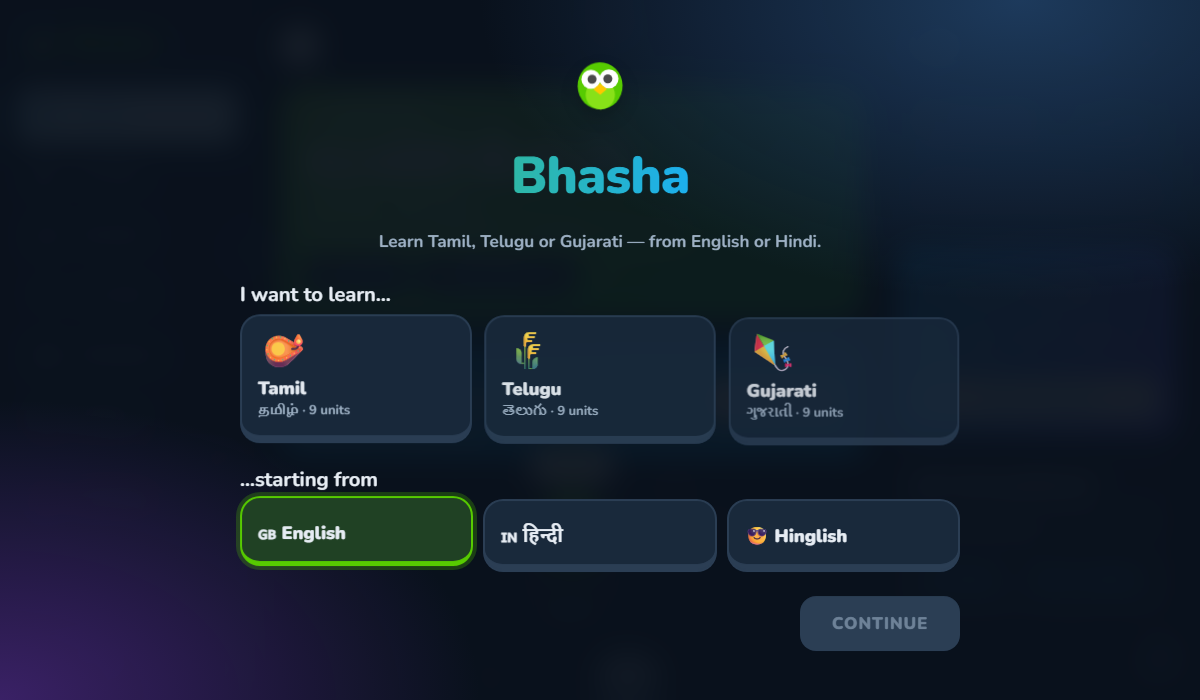 Bhasha
Learn Tamil, Telugu or Gujarati — from English or Hindi.
I want to learn...
Tamil
தமிழ் · 9 units
Telugu
తెలుగు · 9 units
Gujarati
ગુજરાતી · 9 units
...starting from
GB English
IN हिन्दी
Hinglish
CONTINUE